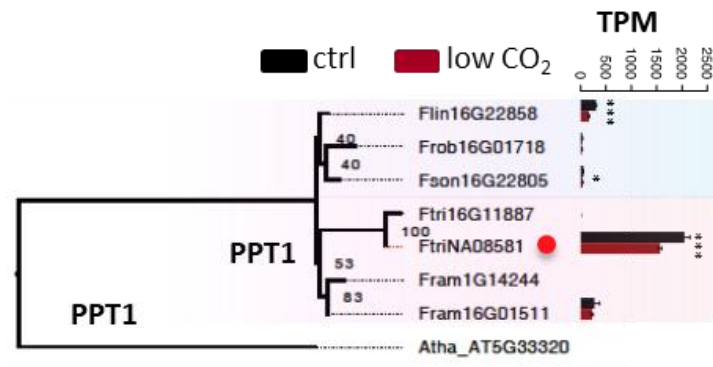 TPM
ctrl low CO₂
0 500 1000 1500 2000 2500
Flin16G22858 ***
40
Frob16G01718
40
Fson16G22805 *
Ftri16G11887
100
PPT1 FtriNA08581 ***
53
Fram1G14244
83
PPT1 Fram16G01511
Atha_AT5G33320